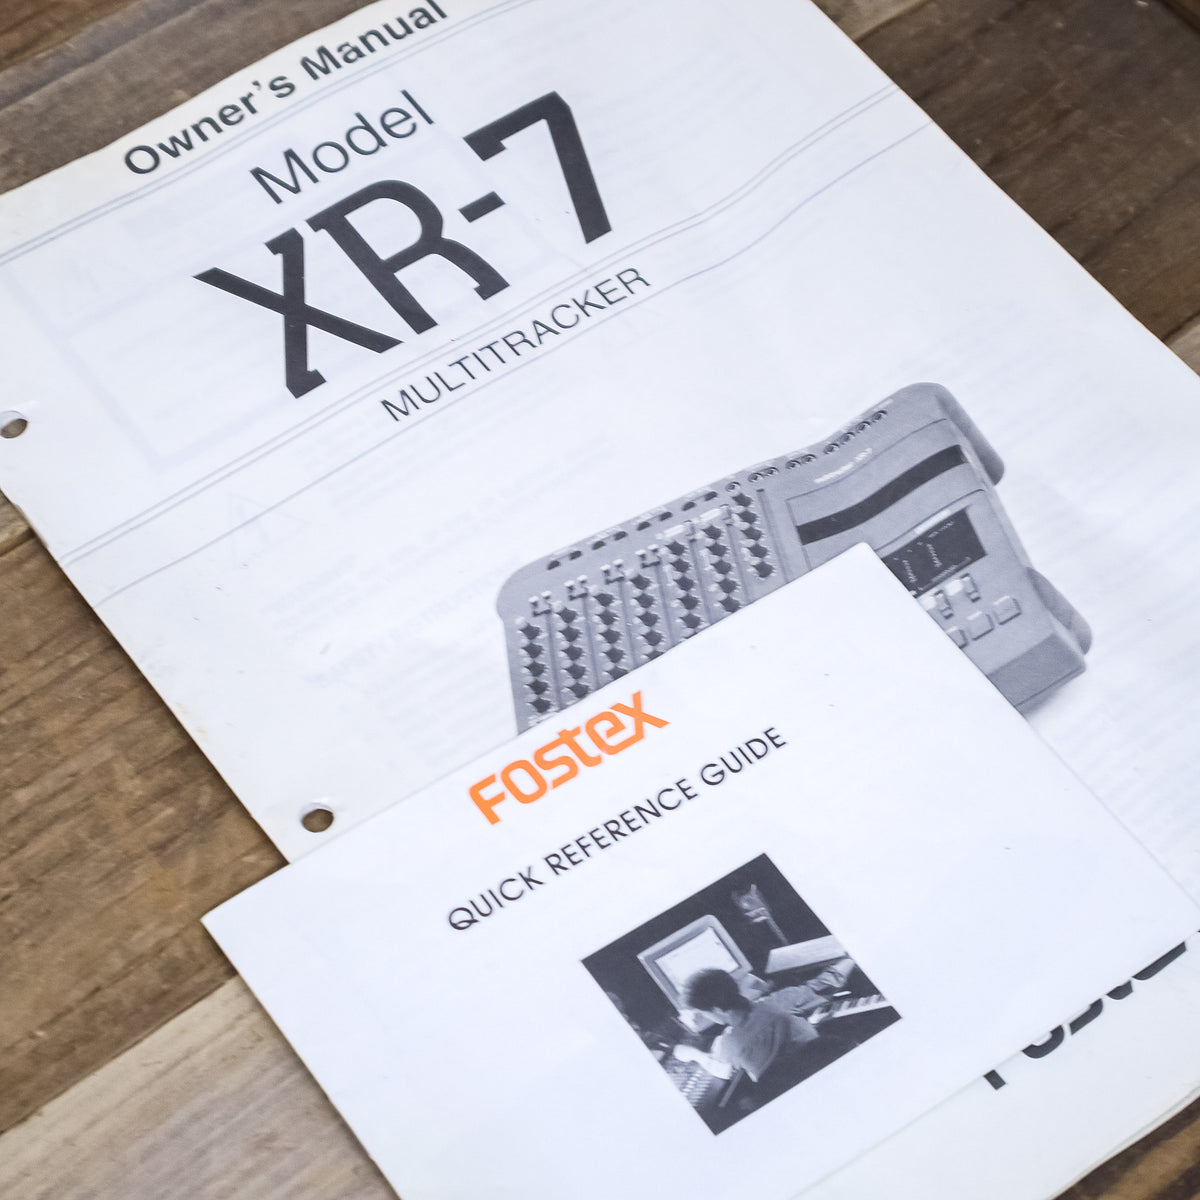 Owner's Manual
Model
XR-7
MULTITRACKER
Fostex
QUICK REFERENCE GUIDE